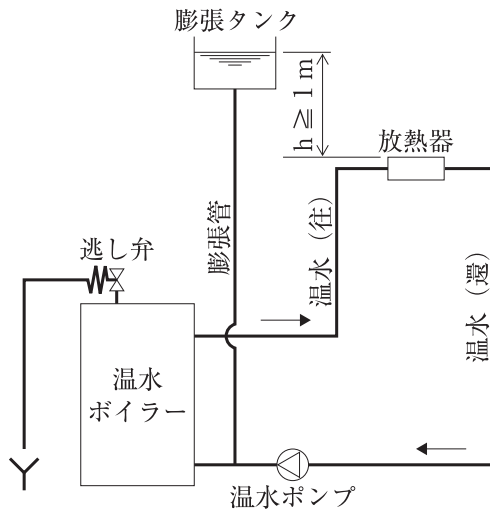 膨張タンク
h ≧ 1 m
放熱器
膨張管
温水（往）
逃し弁
温水（還）
温水
ボイラー
温水ポンプ